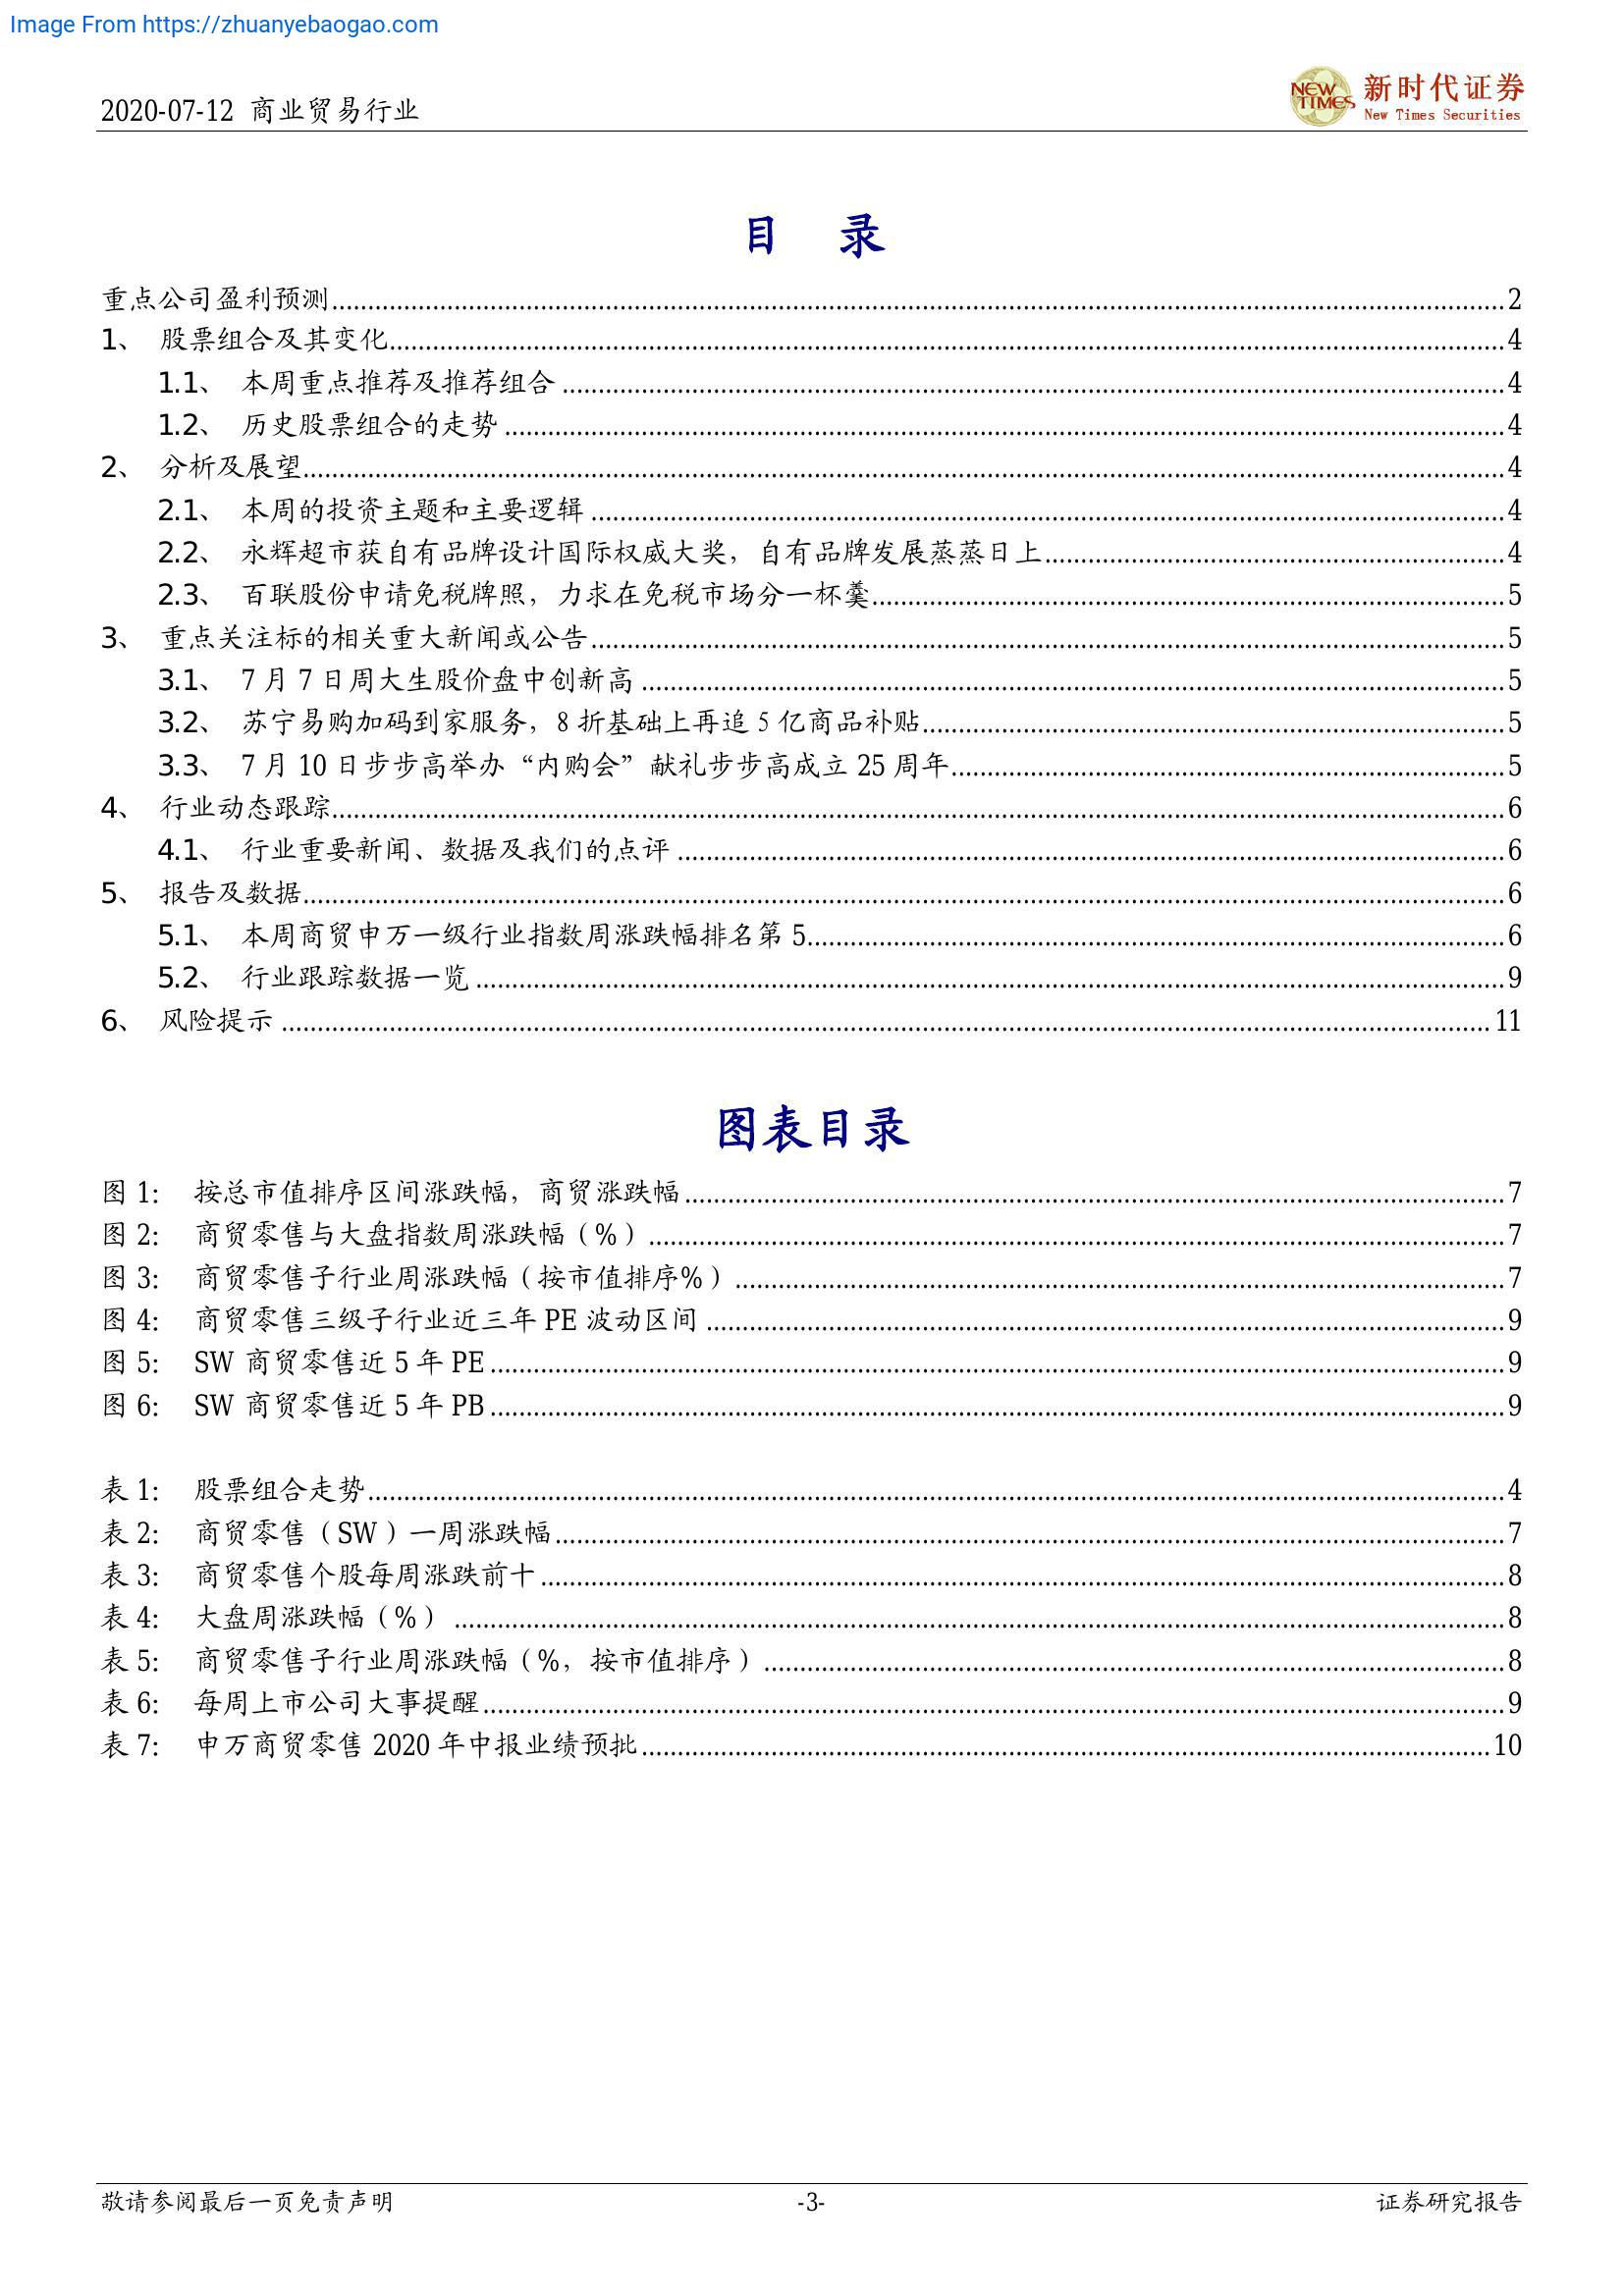 Image From https://zhuanyebaogao.com
2020-07-12 商业贸易行业
NEW TIMES
新时代证券
New Times Securities
目 录
重点公司盈利预测 2
1、 股票组合及其变化 4
1.1、 本周重点推荐及推荐组合 4
1.2、 历史股票组合的走势 4
2、 分析及展望 4
2.1、 本周的投资主题和主要逻辑 4
2.2、 永辉超市获自有品牌设计国际权威大奖，自有品牌发展蒸蒸日上 4
2.3、 百联股份申请免税牌照，力求在免税市场分一杯羹 5
3、 重点关注标的相关重大新闻或公告 5
3.1、 7 月 7 日周大生股价盘中创新高 5
3.2、 苏宁易购加码到家服务，8 折基础上再追 5 亿商品补贴 5
3.3、 7 月 10 日步步高举办“内购会”献礼步步高成立 25 周年 5
4、 行业动态跟踪 6
4.1、 行业重要新闻、数据及我们的点评 6
5、 报告及数据 6
5.1、 本周商贸申万一级行业指数周涨跌幅排名第 5 6
5.2、 行业跟踪数据一览 9
6、 风险提示 11
图表目录
图 1： 按总市值排序区间涨跌幅，商贸涨跌幅 7
图 2： 商贸零售与大盘指数周涨跌幅（%） 7
图 3： 商贸零售子行业周涨跌幅（按市值排序%） 7
图 4： 商贸零售三级子行业近三年 PE 波动区间 9
图 5： SW 商贸零售近 5 年 PE 9
图 6： SW 商贸零售近 5 年 PB 9
表 1： 股票组合走势 4
表 2： 商贸零售（SW）一周涨跌幅 7
表 3： 商贸零售个股每周涨跌前十 8
表 4： 大盘周涨跌幅（%） 8
表 5： 商贸零售子行业周涨跌幅（%，按市值排序） 8
表 6： 每周上市公司大事提醒 9
表 7： 申万商贸零售 2020 年中报业绩预批 10
敬请参阅最后一页免责声明 -3- 证券研究报告